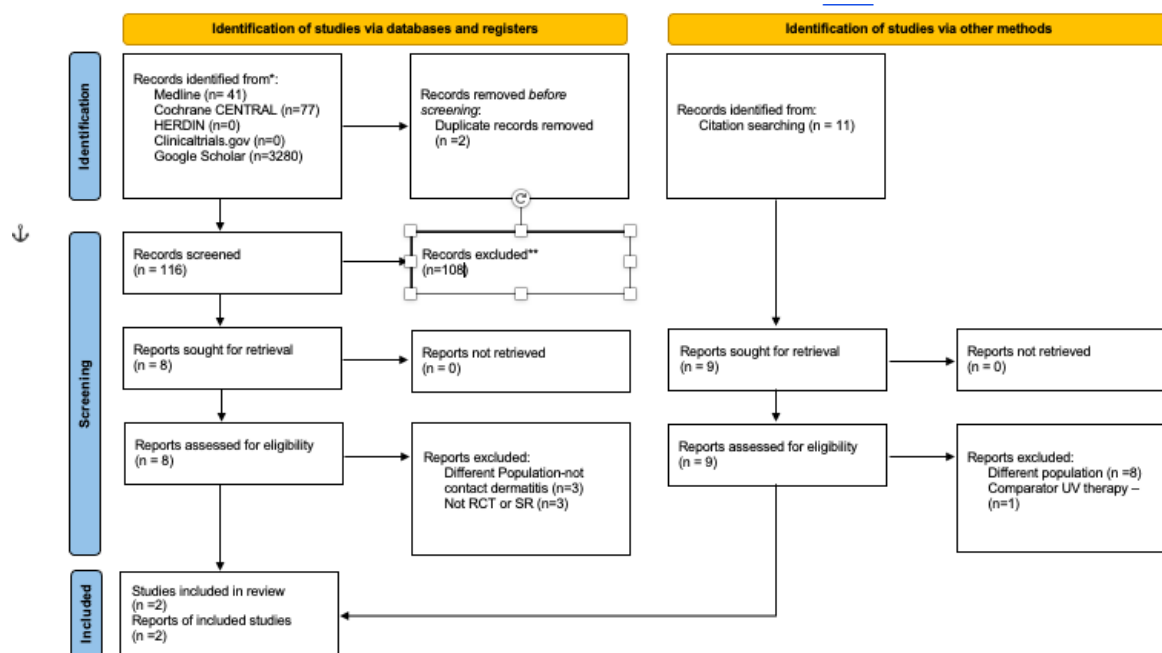 Identification of studies via databases and registers
Identification of studies via other methods
Identification
Records identified from*:
Medline (n= 41)
Cochrane CENTRAL (n=77)
HERDIN (n=0)
Clinicaltrials.gov (n=0)
Google Scholar (n=3280)
Records removed before
screening:
Duplicate records removed
(n =2)
Records identified from:
Citation searching (n = 11)
Screening
Records screened
(n = 116)
Records excluded**
(n=108)
Reports sought for retrieval
(n = 8)
Reports not retrieved
(n = 0)
Reports sought for retrieval
(n = 9)
Reports not retrieved
(n = 0)
Reports assessed for eligibility
(n = 8)
Reports excluded:
Different Population-not
contact dermatitis (n=3)
Not RCT or SR (n=3)
Reports assessed for eligibility
(n = 9)
Reports excluded:
Different population (n =8)
Comparator UV therapy –
(n=1)
Included
Studies included in review
(n =2)
Reports of included studies
(n =2)